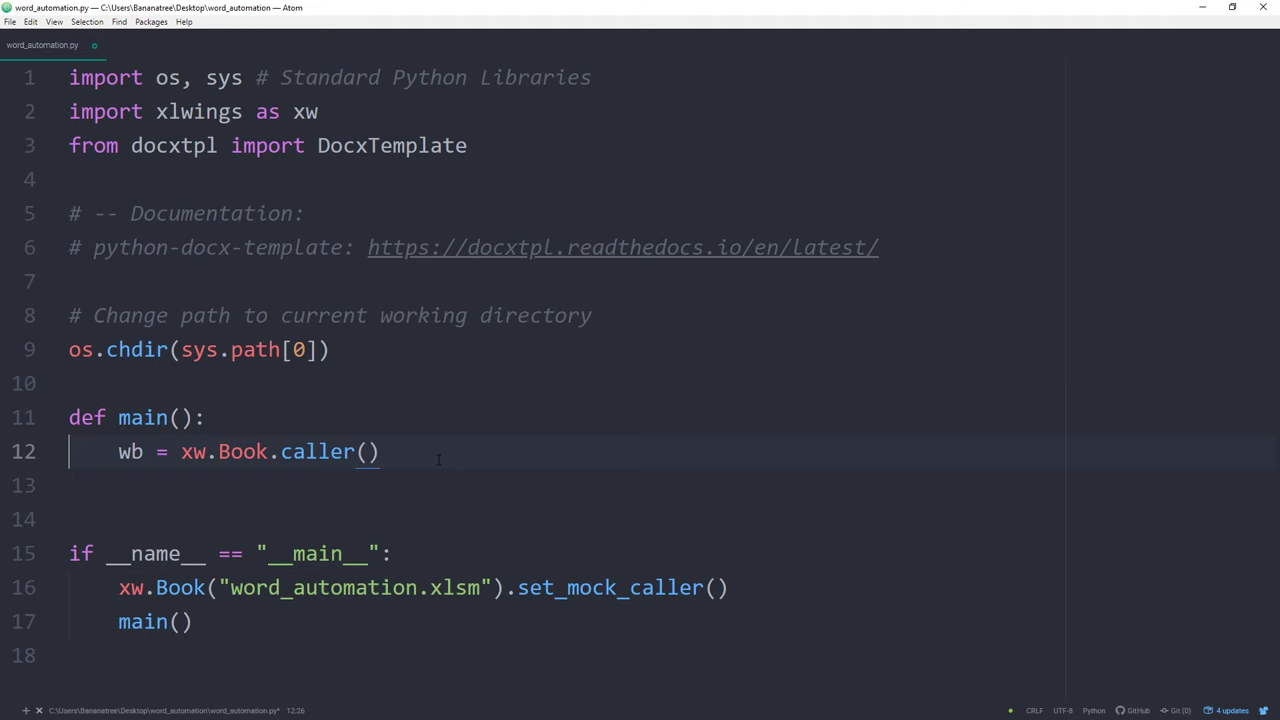 word_automation.py — C:\Users\Bananatree\Desktop\word_automation — Atom
File Edit View Selection Find Packages Help
word_automation.py
1 import os, sys # Standard Python Libraries
2 import xlwings as xw
3 from docxtpl import DocxTemplate
4
5 # -- Documentation:
6 # python-docx-template: https://docxtpl.readthedocs.io/en/latest/
7
8 # Change path to current working directory
9 os.chdir(sys.path[0])
10
11 def main():
12     wb = xw.Book.caller()
13
14
15 if __name__ == "__main__":
16     xw.Book("word_automation.xlsm").set_mock_caller()
17     main()
18
C:\Users\Bananatree\Desktop\word_automation\word_automation.py* 12:26 CRLF UTF-8 Python GitHub Git (0) 4 updates